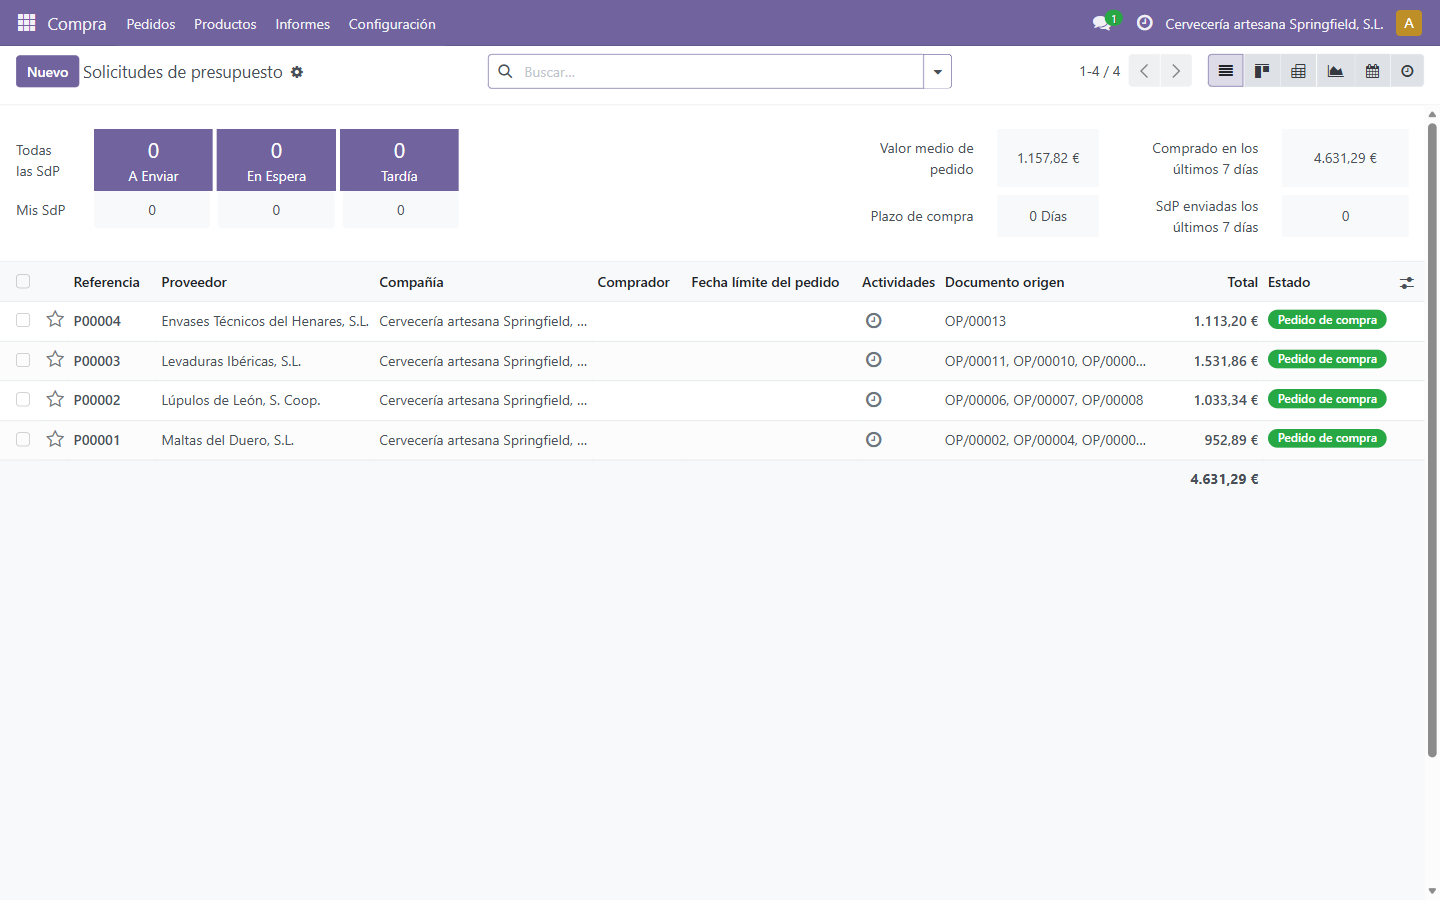 Compra Pedidos Productos Informes Configuración 1 Cervecería artesana Springfield, S.L. A
Nuevo Solicitudes de presupuesto Buscar... 1-4 / 4
Todas las SdP
0 A Enviar
0 En Espera
0 Tardía
Mis SdP 0 0 0
Valor medio de pedido 1.157,82 €
Comprado en los últimos 7 días 4.631,29 €
Plazo de compra 0 Días
SdP enviadas los últimos 7 días 0
Referencia Proveedor Compañía Comprador Fecha límite del pedido Actividades Documento origen Total Estado
P00004 Envases Técnicos del Henares, S.L. Cervecería artesana Springfield, ... OP/00013 1.113,20 € Pedido de compra
P00003 Levaduras Ibéricas, S.L. Cervecería artesana Springfield, ... OP/00011, OP/00010, OP/0000... 1.531,86 € Pedido de compra
P00002 Lúpulos de León, S. Coop. Cervecería artesana Springfield, ... OP/00006, OP/00007, OP/00008 1.033,34 € Pedido de compra
P00001 Maltas del Duero, S.L. Cervecería artesana Springfield, ... OP/00002, OP/00004, OP/0000... 952,89 € Pedido de compra
4.631,29 €